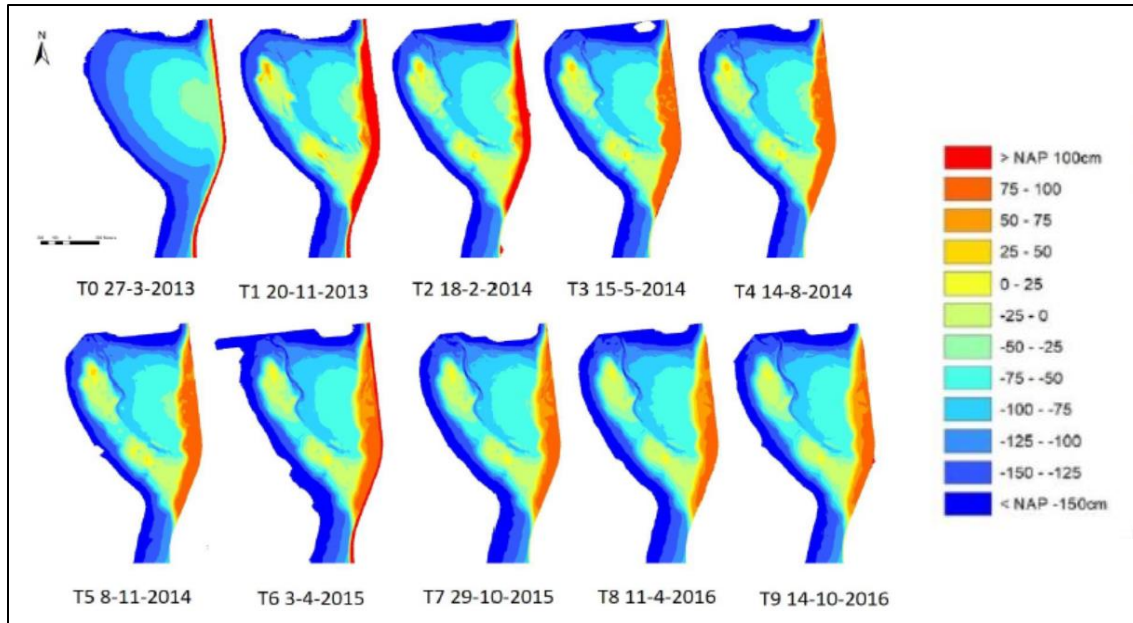 N
T0 27-3-2013
T1 20-11-2013
T2 18-2-2014
T3 15-5-2014
T4 14-8-2014
T5 8-11-2014
T6 3-4-2015
T7 29-10-2015
T8 11-4-2016
T9 14-10-2016
> NAP 100cm
75 - 100
50 - 75
25 - 50
0 - 25
-25 - 0
-50 - -25
-75 - -50
-100 - -75
-125 - -100
-150 - -125
< NAP -150cm